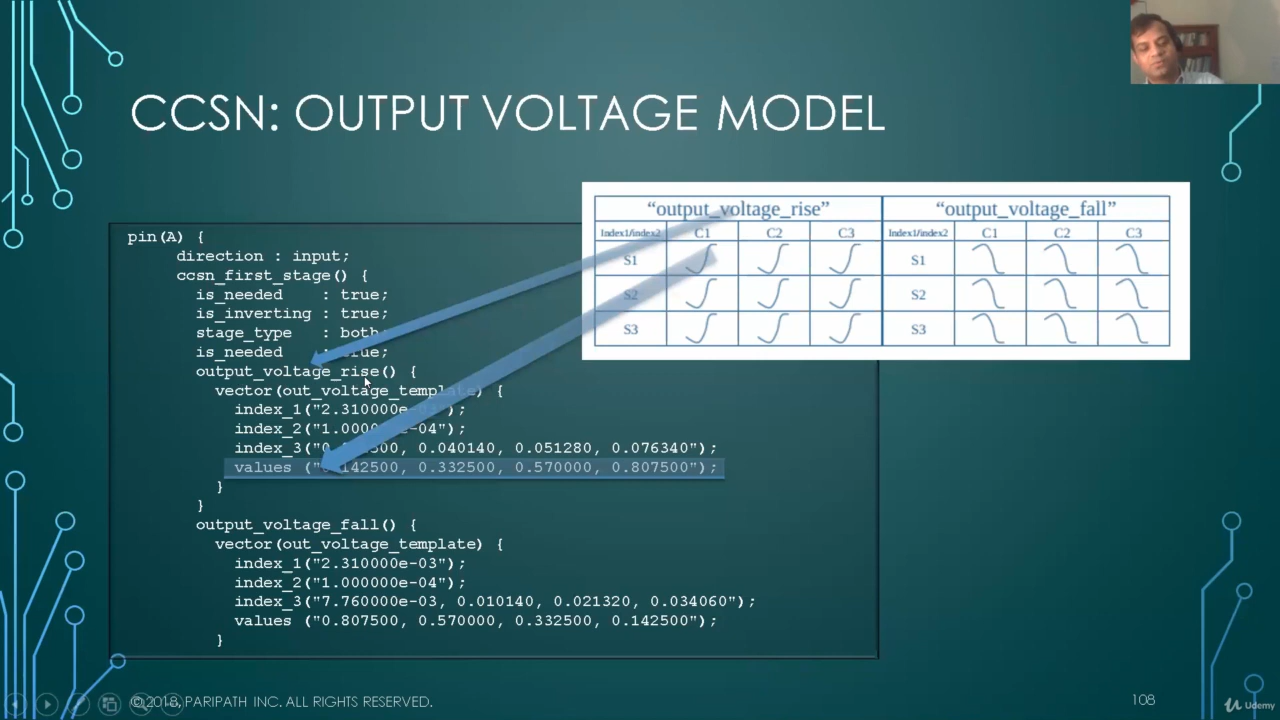 CCSN: OUTPUT VOLTAGE MODEL
"output_voltage_rise" "output_voltage_fall"
Index1/index2 C1 C2 C3 Index1/index2 C1 C2 C3
S1 S1
S2 S2
S3 S3
pin(A) {
direction : input;
ccsn_first_stage() {
is_needed : true;
is_inverting : true;
stage_type : both;
is_needed : true;
output_voltage_rise() {
vector(out_voltage_template) {
index_1("2.310000e-03");
index_2("1.000000e-04");
index_3(" 0.040140, 0.051280, 0.076340");
values ("0.142500, 0.332500, 0.570000, 0.807500");
}
}
output_voltage_fall() {
vector(out_voltage_template) {
index_1("2.310000e-03");
index_2("1.000000e-04");
index_3("7.760000e-03, 0.010140, 0.021320, 0.034060");
values ("0.807500, 0.570000, 0.332500, 0.142500");
}
©2018, PARIPATH INC. ALL RIGHTS RESERVED.
108
Udemy